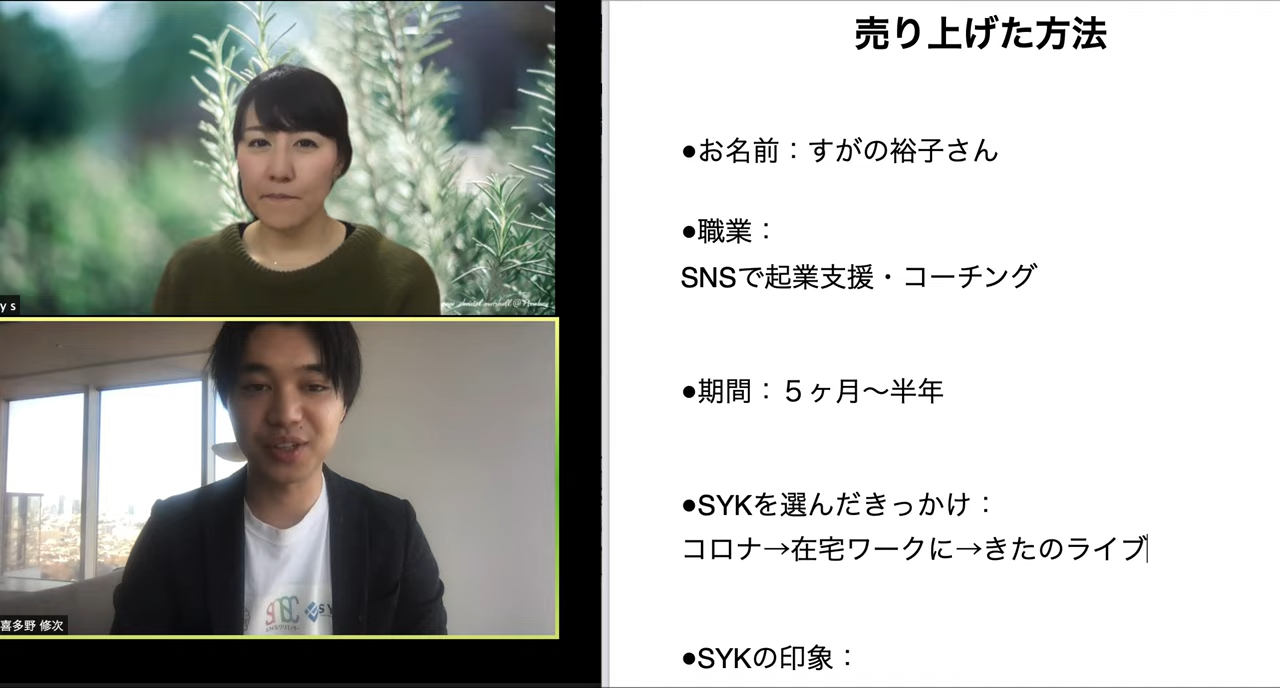 y s
喜多野 修次
売り上げた方法
●お名前：すがの裕子さん
●職業：
SNSで起業支援・コーチング
●期間：５ヶ月〜半年
●SYKを選んだきっかけ：
コロナ→在宅ワークに→きたのライブ
●SYKの印象：